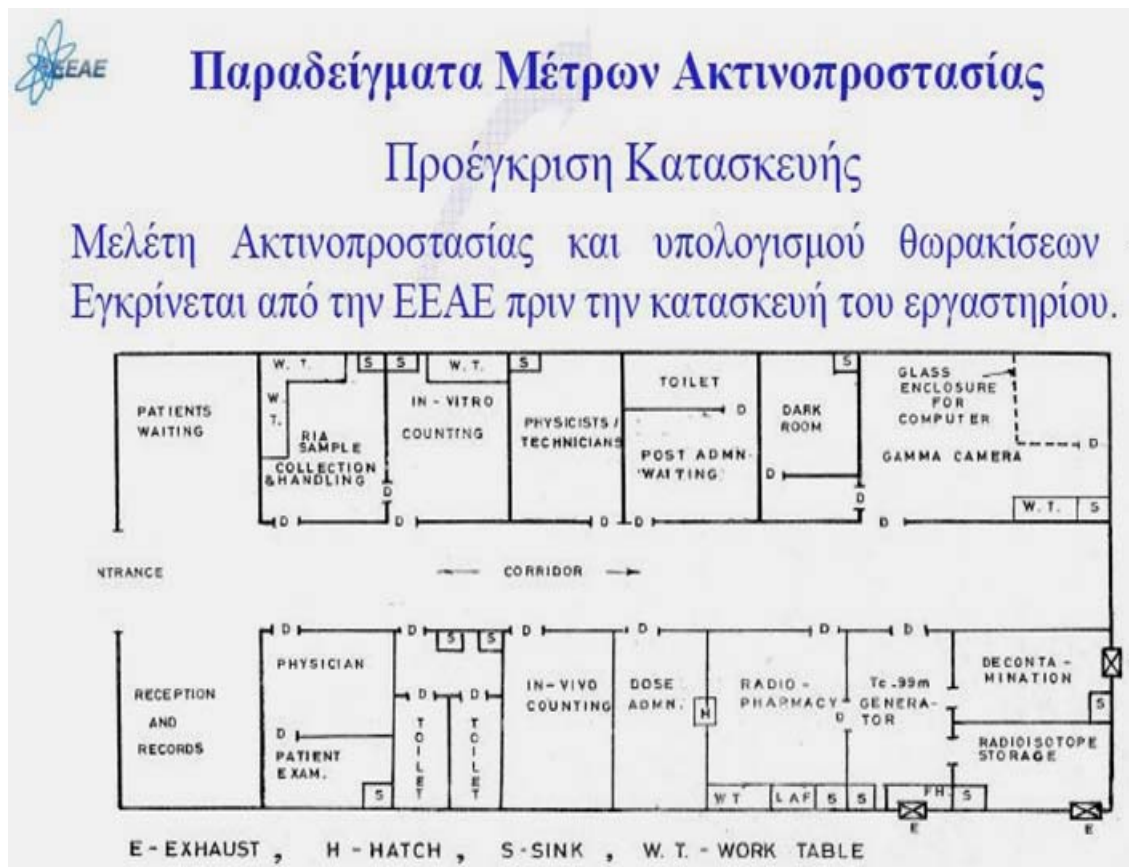 EEAE
Παραδείγματα Μέτρων Ακτινοπροστασίας
Προέγκριση Κατασκευής
Μελέτη Ακτινοπροστασίας και υπολογισμού θωρακίσεων
Εγκρίνεται από την ΕΕΑΕ πριν την κατασκευή του εργαστηρίου.
PATIENTS
WAITING
W. T.
W.
T.
S
RIA
SAMPLE
COLLECTION
&HANDLING
D
D
S
W. T.
IN - VITRO
COUNTING
D
S
PHYSICISTS /
TECHNICIANS
D
TOILET
D
POST ADMN.
WAITING
D
DARK
ROOM
S
D
D
GLASS
ENCLOSURE
FOR
COMPUTER
D
GAMMA CAMERA
W. T.
S
D
NTRANCE
CORRIDOR
RECEPTION
AND
RECORDS
D
PHYSICIAN
D
PATIENT
EXAM.
S
D
S
S
D
D
TOILET
TOILET
D
IN-VIVO
COUNTING
D
DOSE
ADMN.
H
D
RADIO -
PHARMACY
WT
LAF
S
D
D
Tc -99m
GENERA-
TOR
S
FH
S
DECONTA -
MINATION
S
RADIOISOTOPE
STORAGE
E
E
E - EXHAUST , H - HATCH , S - SINK , W. T. - WORK TABLE